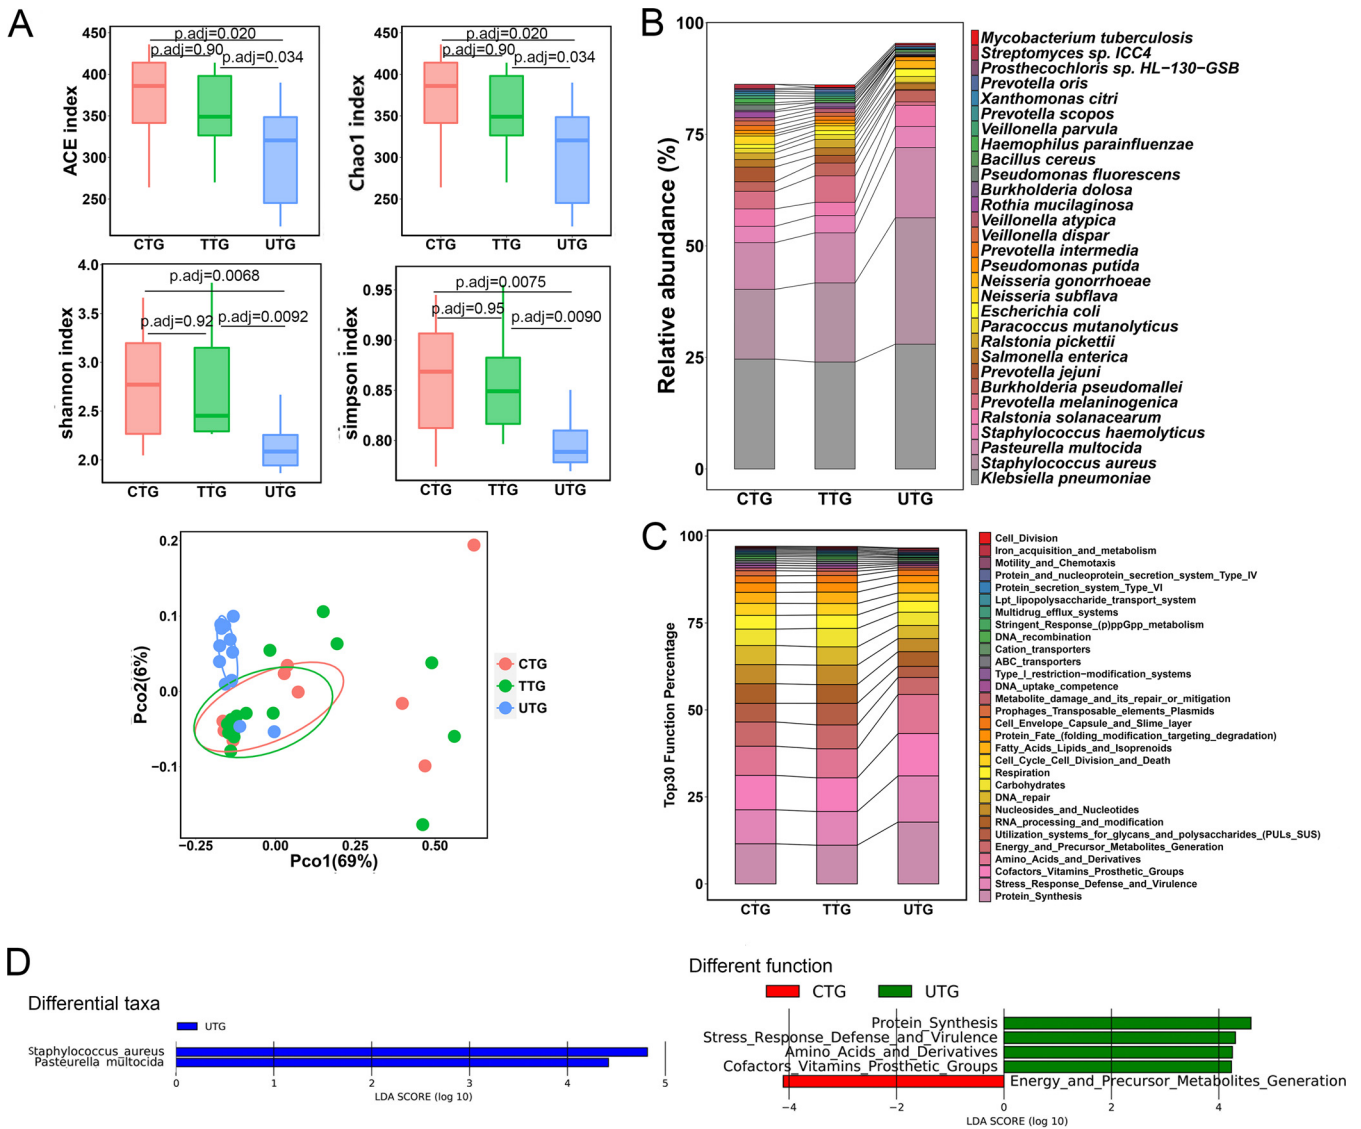 A
450
400
350
300
250
ACE index
p.adj=0.020
p.adj=0.90
p.adj=0.034
CTG TTG UTG
450
400
350
300
250
Chao1 index
p.adj=0.020
p.adj=0.90
p.adj=0.034
CTG TTG UTG
4.0
3.5
3.0
2.5
2.0
shannon index
p.adj=0.0068
p.adj=0.92
p.adj=0.0092
CTG TTG UTG
0.95
0.90
0.85
0.80
simpson index
p.adj=0.0075
p.adj=0.95
p.adj=0.0090
CTG TTG UTG
0.2
0.1
0.0
−0.1
Pco2(6%)
−0.25 0.00 0.25 0.50
Pco1(69%)
CTG
TTG
UTG
B
100
75
50
25
0
Relative abundance (%)
CTG TTG UTG
Mycobacterium tuberculosis
Streptomyces sp. ICC4
Prosthecochloris sp. HL−130−GSB
Prevotella oris
Xanthomonas citri
Prevotella scopos
Veillonella parvula
Haemophilus parainfluenzae
Bacillus cereus
Pseudomonas fluorescens
Burkholderia dolosa
Rothia mucilaginosa
Veillonella atypica
Veillonella dispar
Prevotella intermedia
Pseudomonas putida
Neisseria gonorrhoeae
Neisseria subflava
Escherichia coli
Paracoccus mutanolyticus
Ralstonia pickettii
Salmonella enterica
Prevotella jejuni
Burkholderia pseudomallei
Prevotella melaninogenica
Ralstonia solanacearum
Staphylococcus haemolyticus
Pasteurella multocida
Staphylococcus aureus
Klebsiella pneumoniae
C
100
75
50
25
0
Top30 Function Percentage
CTG TTG UTG
Cell_Division
Iron_acquisition_and_metabolism
Motility_and_Chemotaxis
Protein_and_nucleoprotein_secretion_system_Type_IV
Protein_secretion_system_Type_VI
Lpt_lipopolysaccharide_transport_system
Multidrug_efflux_systems
Stringent_Response_(p)ppGpp_metabolism
DNA_recombination
Cation_transporters
ABC_transporters
Type_I_restriction−modification_systems
DNA_uptake_competence
Metabolite_damage_and_its_repair_or_mitigation
Prophages_Transposable_elements_Plasmids
Cell_Envelope_Capsule_and_Slime_layer
Protein_Fate_(folding_modification_targeting_degradation)
Fatty_Acids_Lipids_and_Isoprenoids
Cell_Cycle_Cell_Division_and_Death
Respiration
Carbohydrates
DNA_repair
Nucleosides_and_Nucleotides
RNA_processing_and_modification
Utilization_systems_for_glycans_and_polysaccharides_(PULs_SUS)
Energy_and_Precursor_Metabolites_Generation
Amino_Acids_and_Derivatives
Cofactors_Vitamins_Prosthetic_Groups
Stress_Response_Defense_and_Virulence
Protein_Synthesis
D
Differential taxa
UTG
Staphylococcus_aureus
Pasteurella_multocida
0 1 2 3 4 5
LDA SCORE (log 10)
Different function
CTG UTG
Protein_Synthesis
Stress_Response_Defense_and_Virulence
Amino_Acids_and_Derivatives
Cofactors_Vitamins_Prosthetic_Groups
Energy_and_Precursor_Metabolites_Generation
−4 −2 0 2 4
LDA SCORE (log 10)